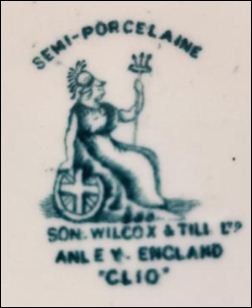 SEMI-PORCELAINE
SON. WILCOX & TILL LTD
ANLEY. ENGLAND
"CLIO"